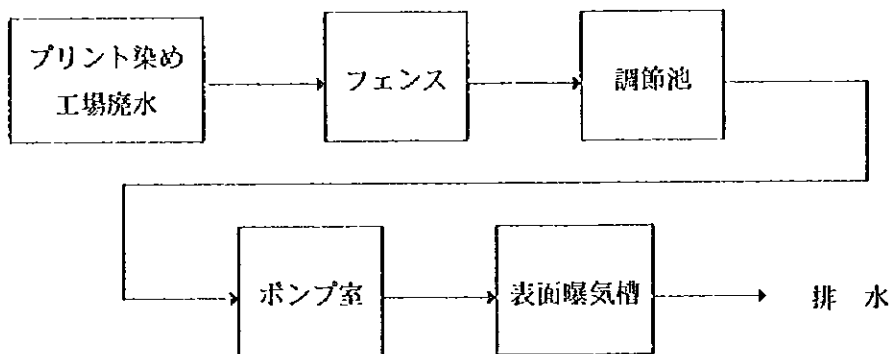 プリント染め
工場廃水
フェンス
調節池
ポンプ室
表面曝気槽
排 水